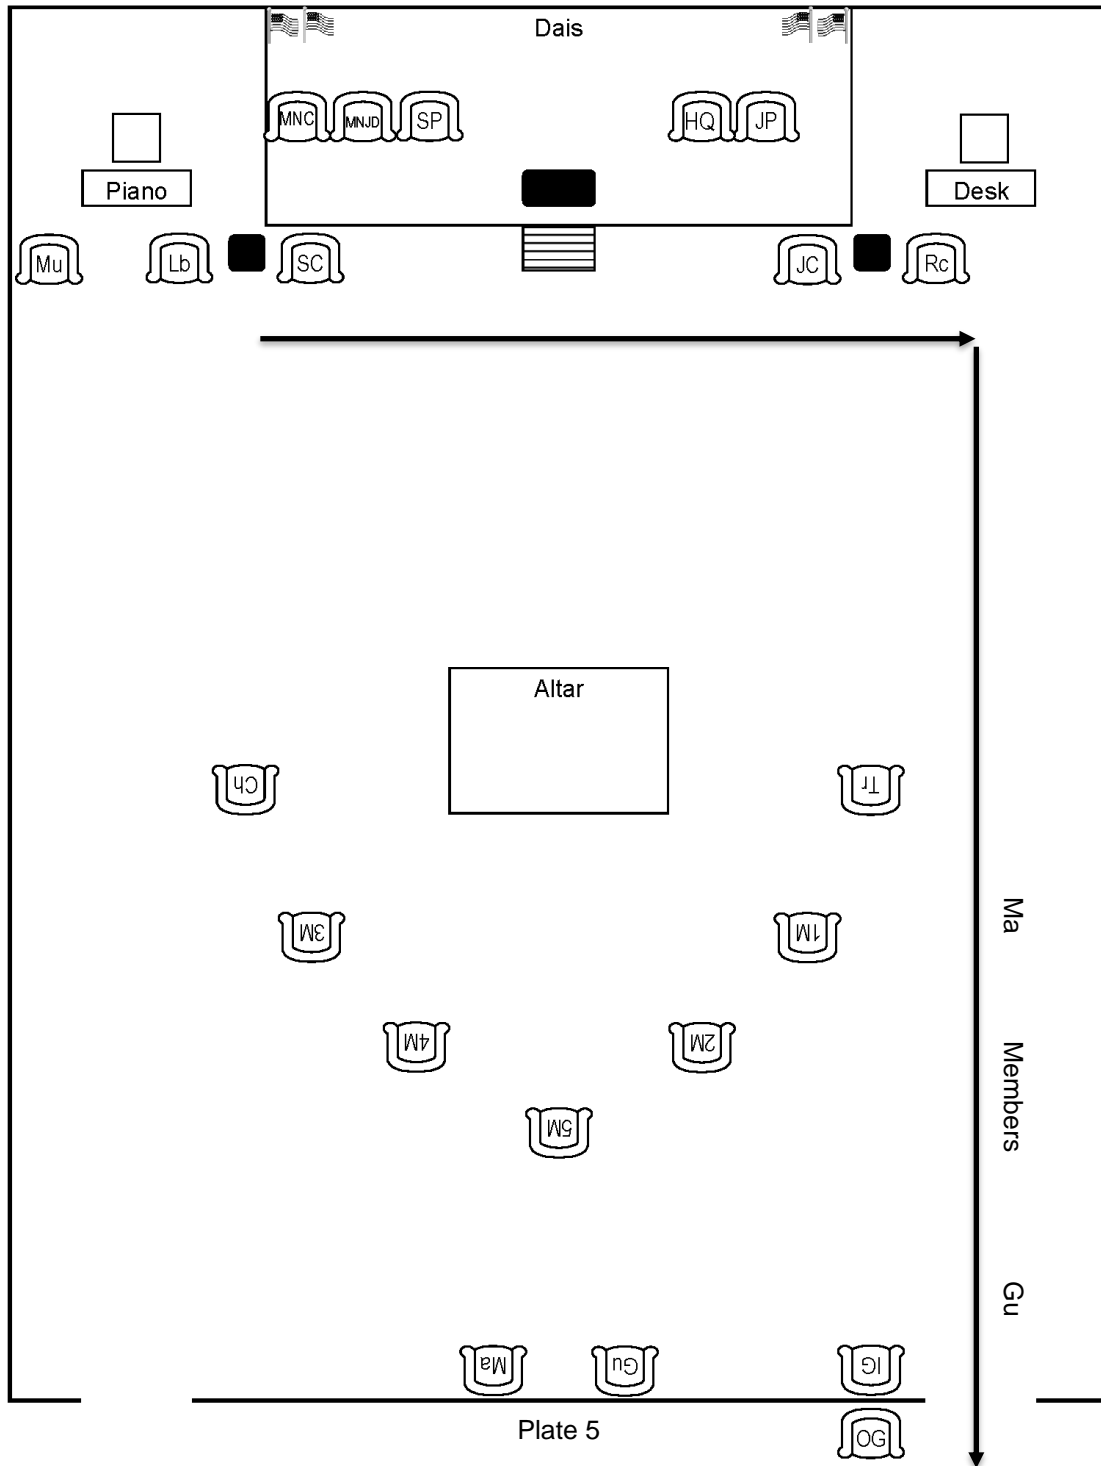 Dais
MNC MNJD SP HQ JP
Piano Desk
Mu Lb SC JC Rc
Altar
Ch Tr
Ma
3M 1M
4M 2M
Members
5M
Gu
Ma Gu IG
Plate 5
OG